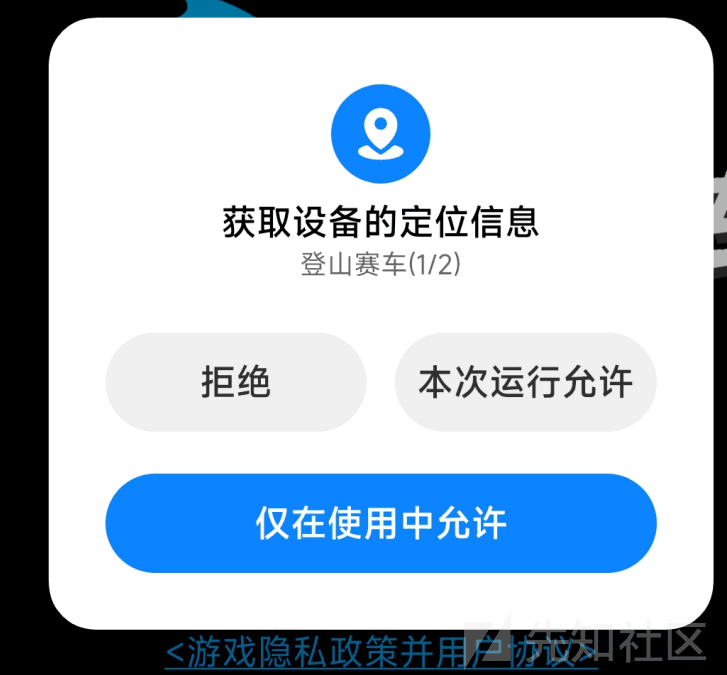 获取设备的定位信息
登山赛车(1/2)
拒绝
本次运行允许
仅在使用中允许
<游戏隐私政策并用户协议>
先知社区